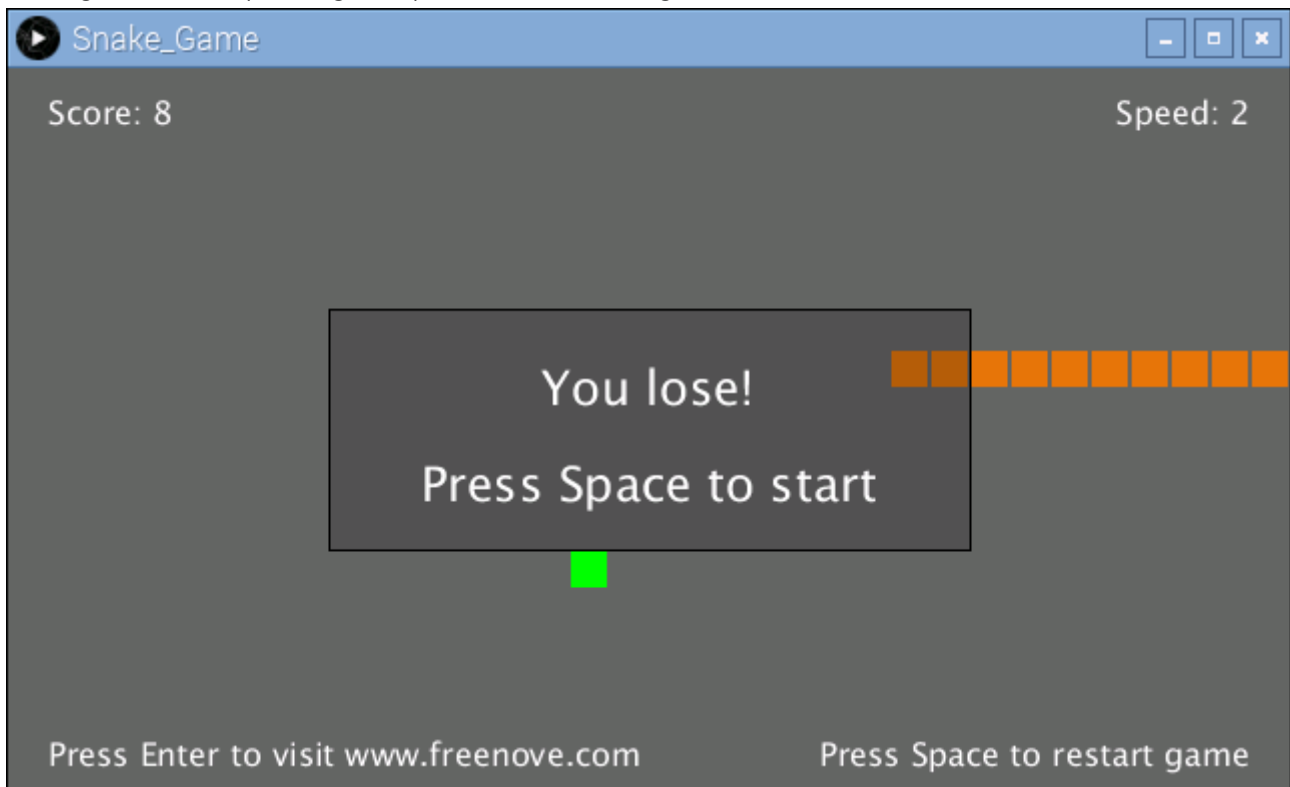 Snake_Game
Score: 8
Speed: 2
You lose!
Press Space to start
Press Enter to visit www.freenove.com
Press Space to restart game